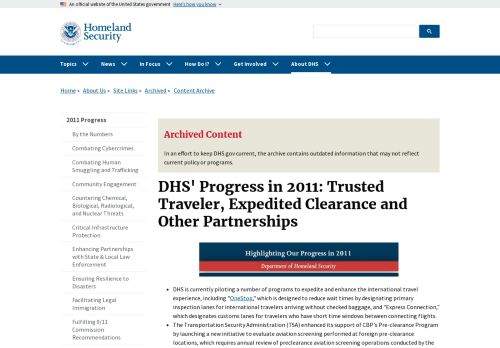 An official website of the United States government Here's how you know
Homeland
Security
Topics News In Focus How Do I? Get Involved About DHS
Home About Us Site Links Archived Content Archive
2011 Progress
By the Numbers
Combating Cybercrimes
Combating Human
Smuggling and Trafficking
Community Engagement
Countering Chemical,
Biological, Radiological,
and Nuclear Threats
Critical Infrastructure
Protection
Enhancing Partnerships
with State & Local Law
Enforcement
Ensuring Resilience to
Disasters
Facilitating Legal
Immigration
Fulfilling 9/11
Commission
Recommendations
Archived Content
In an effort to keep DHS.gov current, the archive contains outdated information that may not reflect
current policy or programs.
DHS' Progress in 2011: Trusted
Traveler, Expedited Clearance and
Other Partnerships
Highlighting Our Progress in 2011
Department of Homeland Security
• DHS is currently piloting a number of programs to expedite and enhance the international travel
experience, including "OneStop," which is designed to reduce wait times by designating primary
inspection lanes for international travelers arriving without checked baggage, and "Express Connection,"
which designates customs lanes for travelers who have short time windows between connecting flights.
• The Transportation Security Administration (TSA) enhanced its support of CBP's Pre-clearance Program
by launching a new initiative to evaluate aviation screening performed at foreign pre-clearance
locations, which requires annual review of preclearance aviation screening operations conducted by the